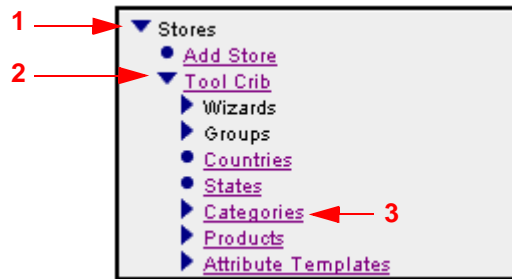 1 Stores
Add Store
2 Tool Crib
Wizards
Groups
Countries
States
Categories 3
Products
Attribute Templates